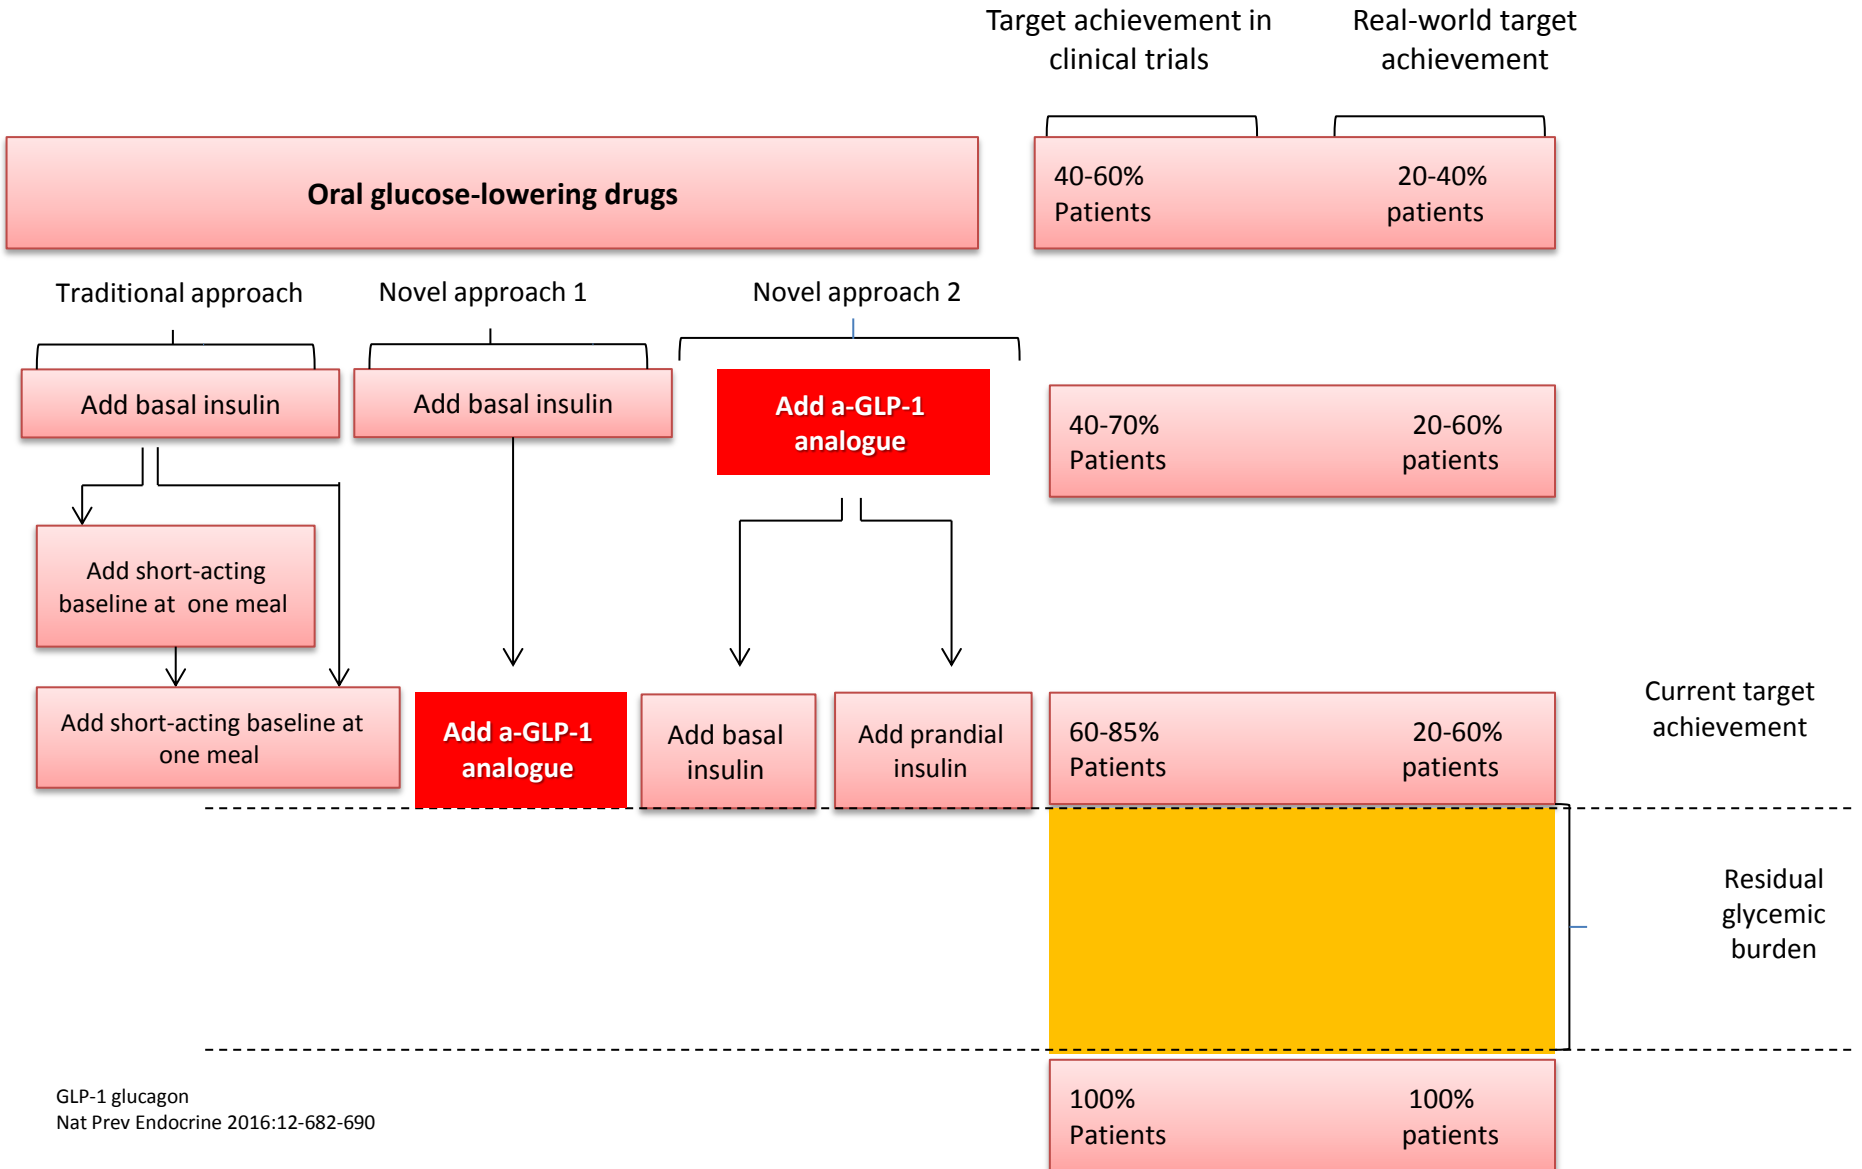 Target achievement in
clinical trials
Real-world target
achievement
Oral glucose-lowering drugs
40-60%
Patients
20-40%
patients
Traditional approach
Novel approach 1
Novel approach 2
Add basal insulin
Add basal insulin
Add a-GLP-1
analogue
40-70%
Patients
20-60%
patients
Add short-acting
baseline at one meal
Add short-acting baseline at
one meal
Add a-GLP-1
analogue
Add basal
insulin
Add prandial
insulin
60-85%
Patients
20-60%
patients
Current target
achievement
Residual
glycemic
burden
GLP-1 glucagon
Nat Prev Endocrine 2016:12-682-690
100%
Patients
100%
patients